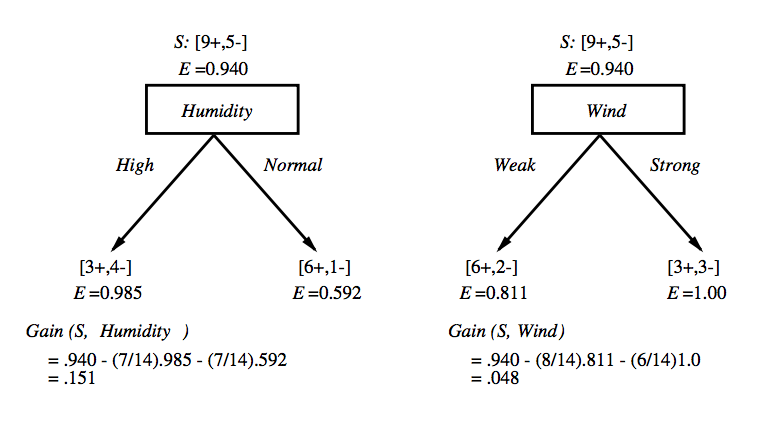 S: [9+,5-]
E =0.940
Humidity
High
Normal
[3+,4-]
E =0.985
[6+,1-]
E =0.592
Gain (S, Humidity )
= .940 - (7/14).985 - (7/14).592
= .151
S: [9+,5-]
E =0.940
Wind
Weak
Strong
[6+,2-]
E =0.811
[3+,3-]
E =1.00
Gain (S, Wind)
= .940 - (8/14).811 - (6/14)1.0
= .048